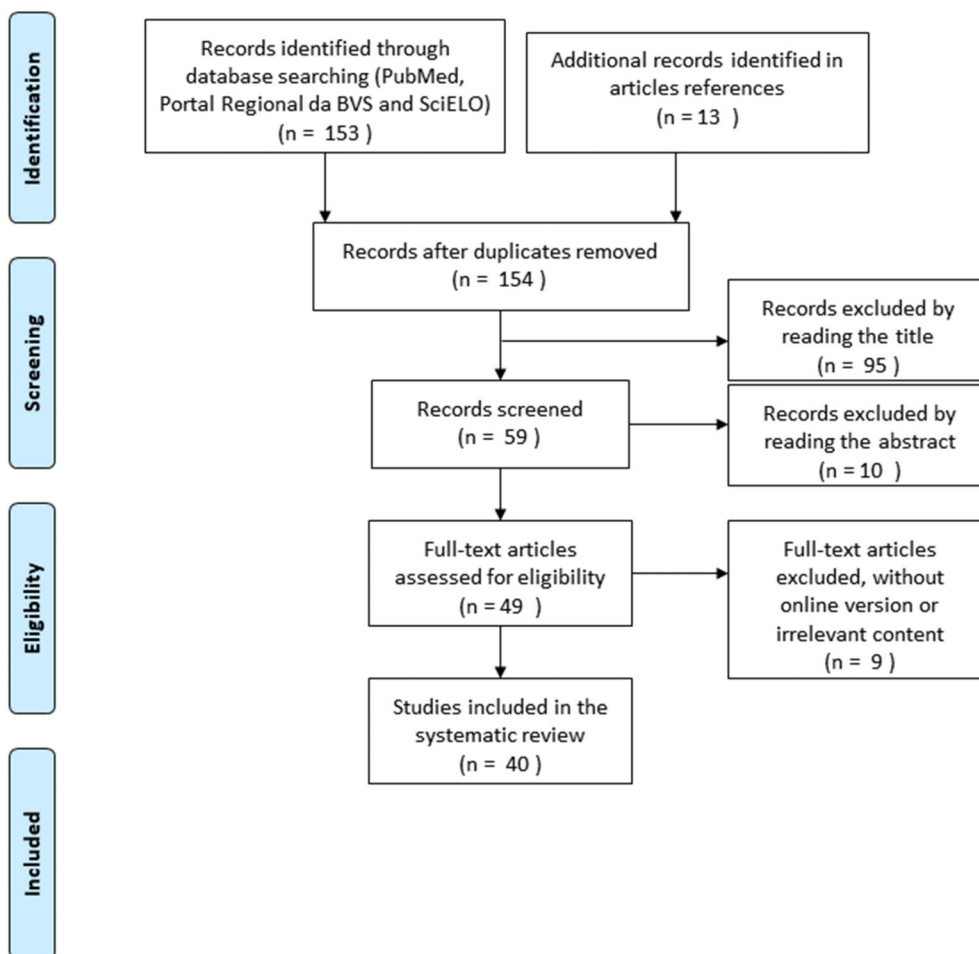 Identification
Records identified through
database searching (PubMed,
Portal Regional da BVS and SciELO)
(n = 153 )
Additional records identified in
articles references
(n = 13 )
Records after duplicates removed
(n = 154 )
Screening
Records excluded by
reading the title
(n = 95 )
Records screened
(n = 59 )
Records excluded by
reading the abstract
(n = 10 )
Eligibility
Full-text articles
assessed for eligibility
(n = 49 )
Full-text articles
excluded, without
online version or
irrelevant content
(n = 9 )
Studies included in the
systematic review
(n = 40 )
Included